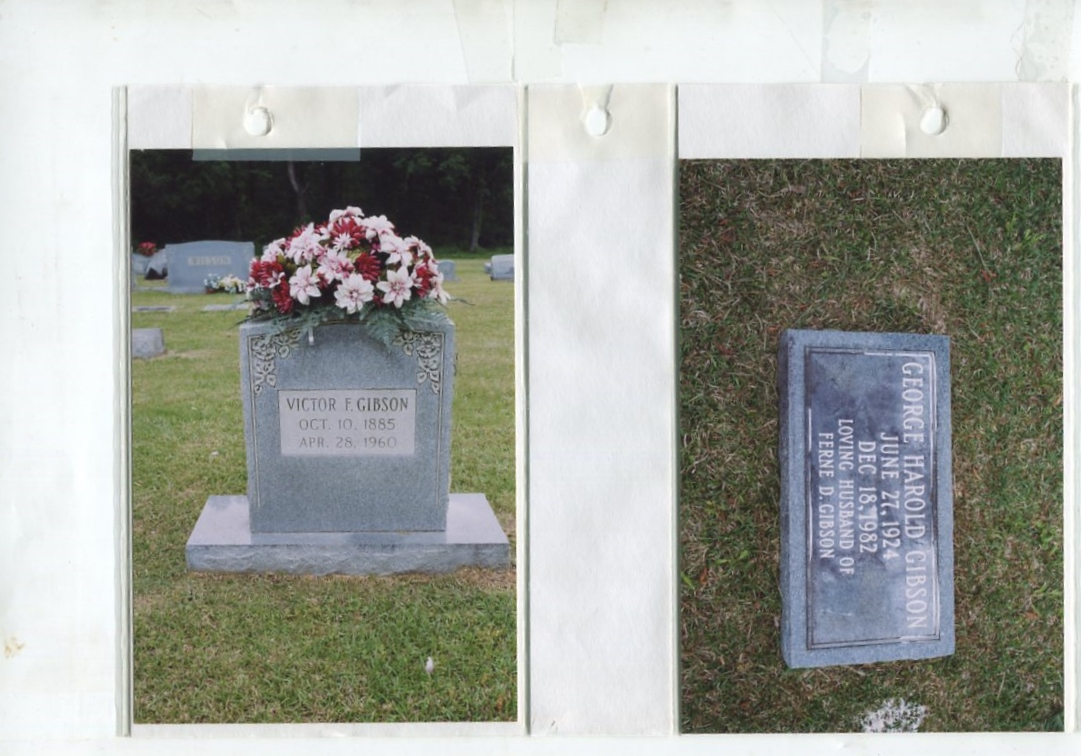 VICTOR F. GIBSON
OCT. 10, 1885
APR. 28, 1960
GEORGE HAROLD GIBSON
JUNE 27, 1924
DEC 18, 1982
LOVING HUSBAND OF
FERNE D. GIBSON